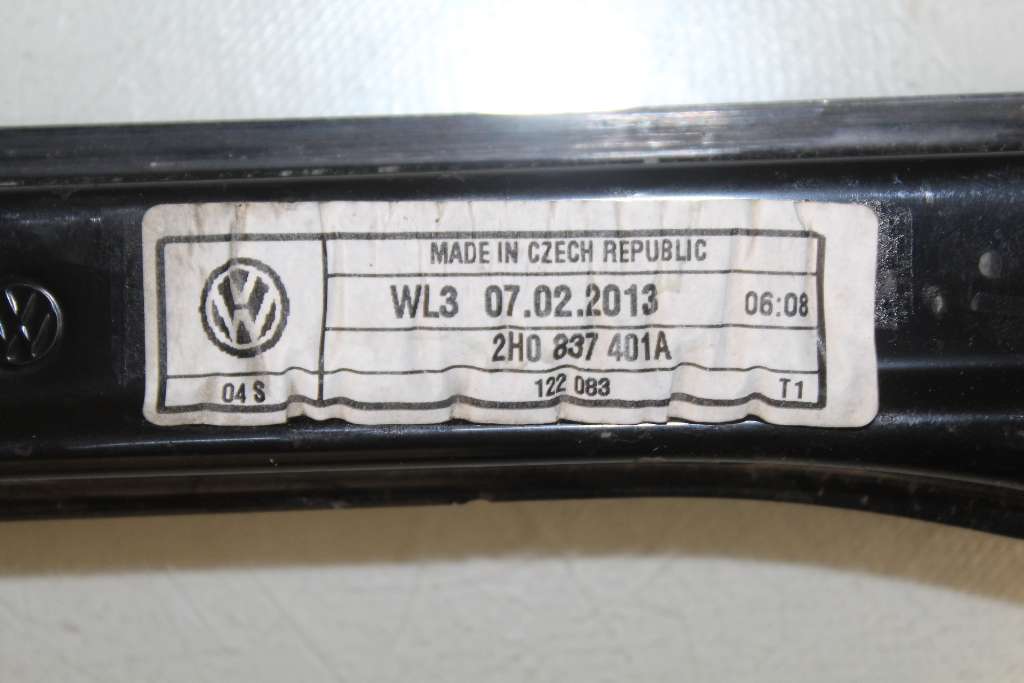 MADE IN CZECH REPUBLIC
WL3 07.02.2013 06:08
2H0 837 401A
04 S 122 083 T1